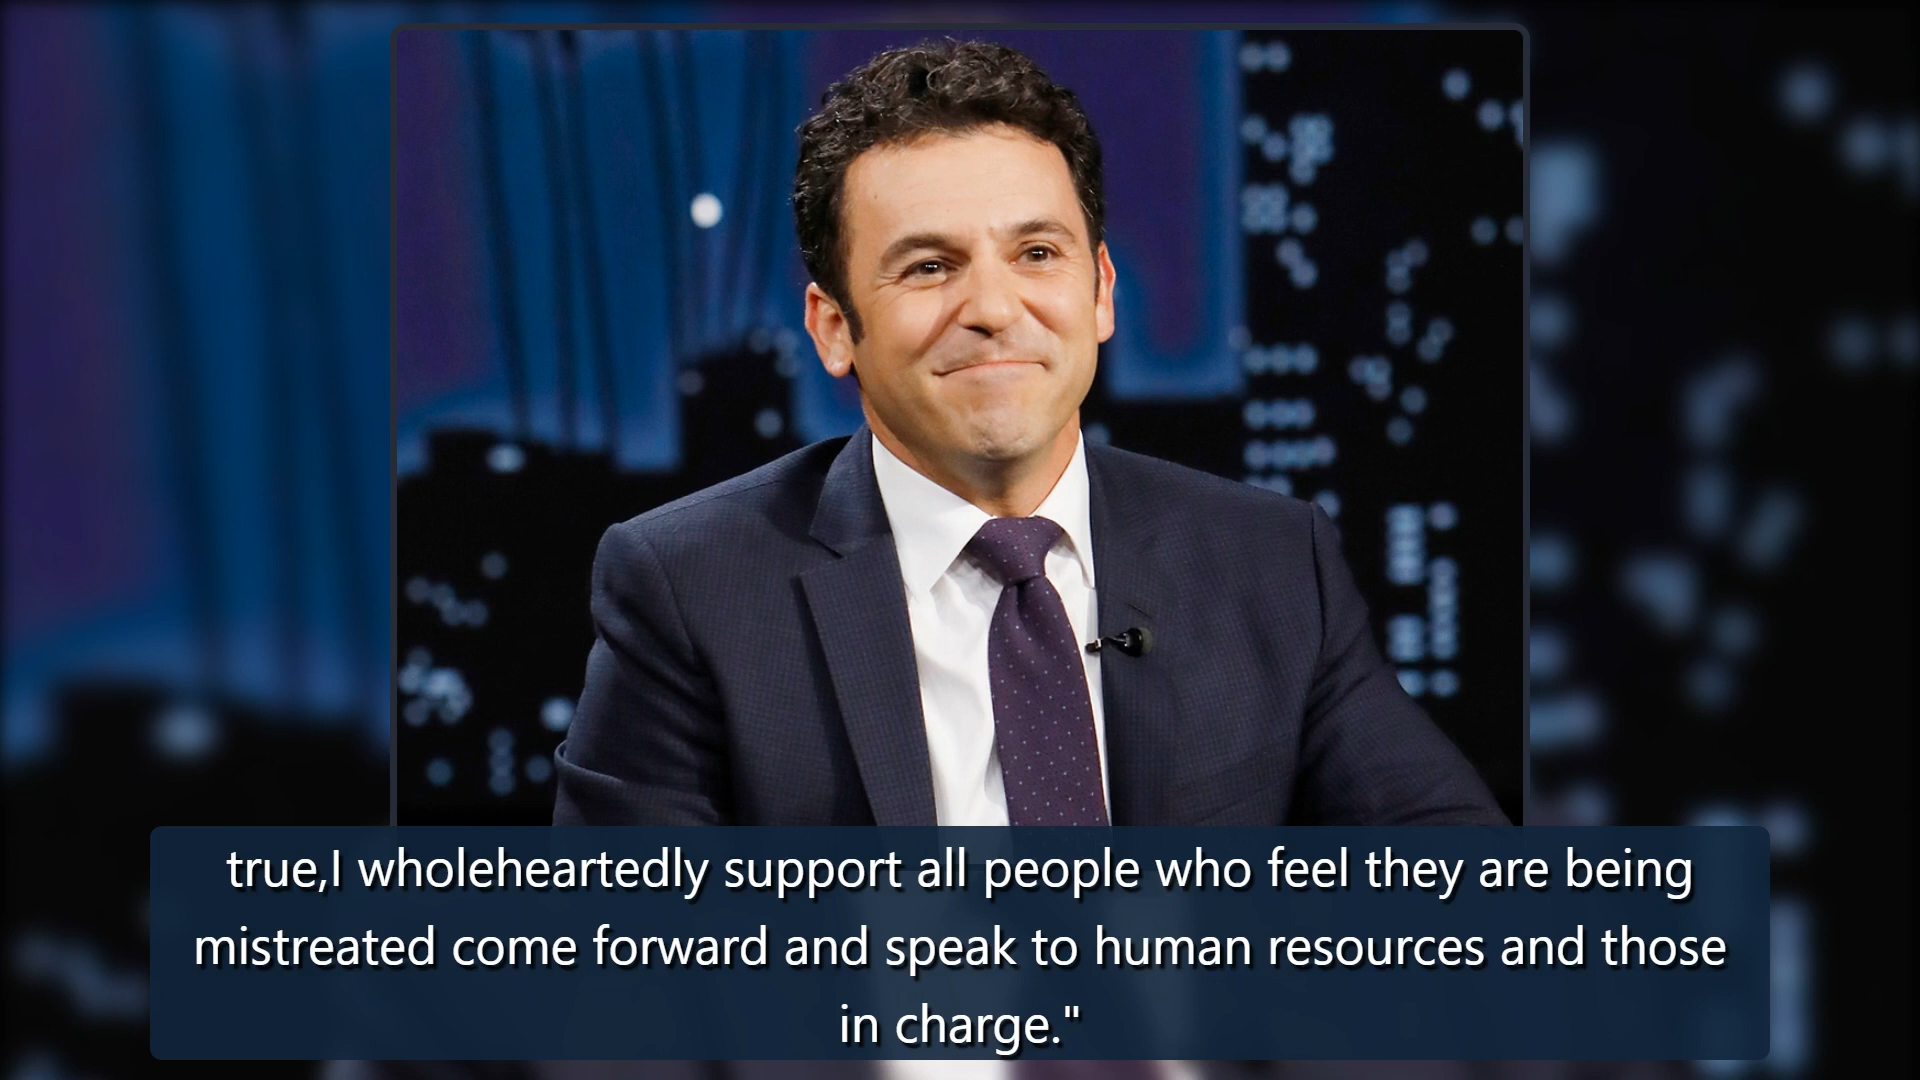 true,I wholeheartedly support all people who feel they are being
mistreated come forward and speak to human resources and those
in charge."